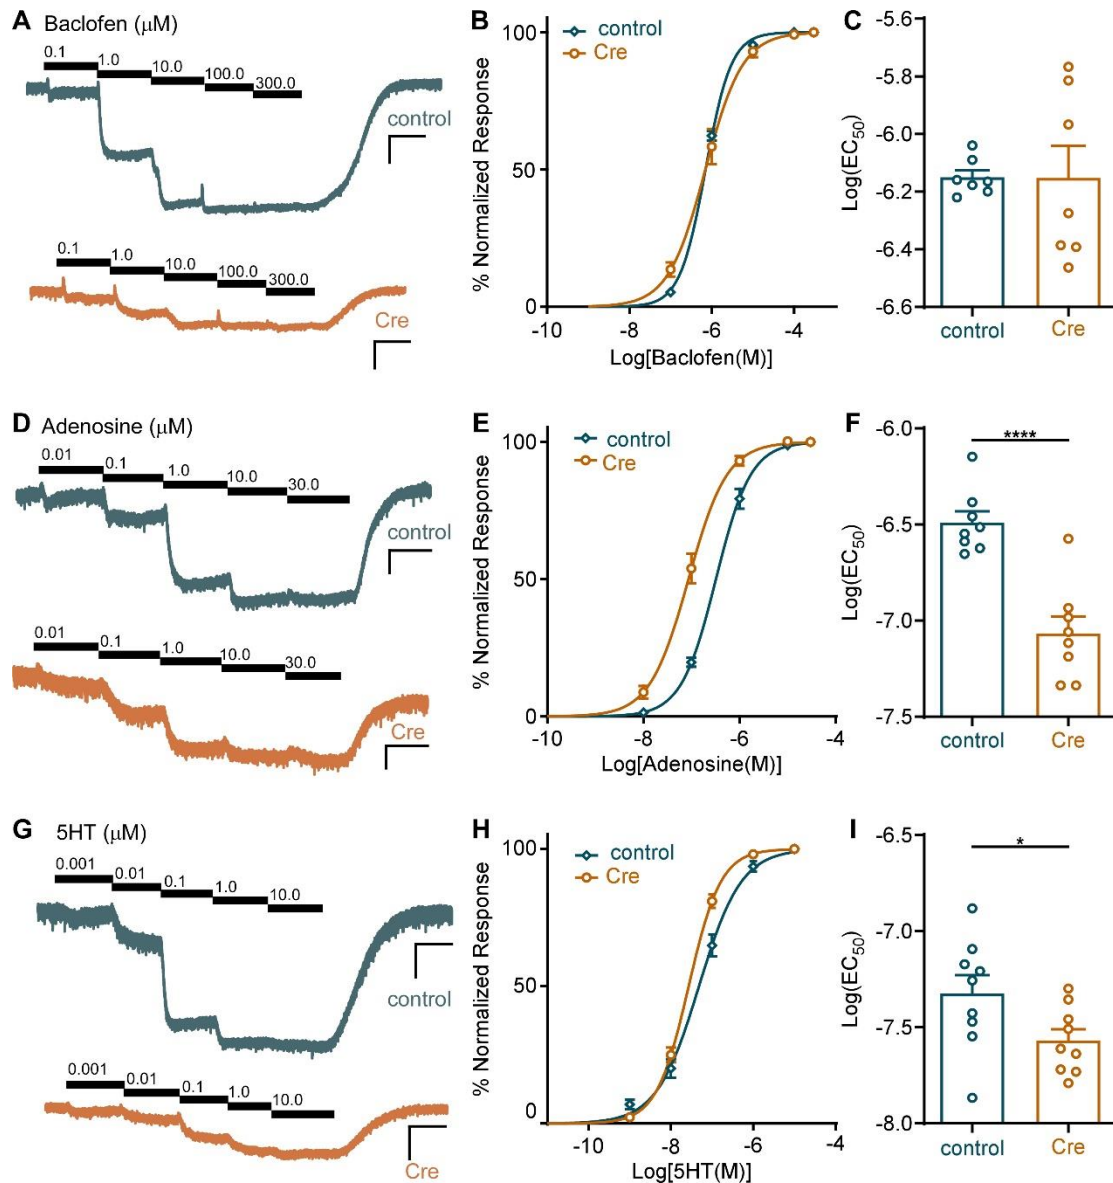 A Baclofen (μM)
0.1
1.0
10.0
100.0
300.0
control
0.1
1.0
10.0
100.0
300.0
Cre
B
control
Cre
% Normalized Response
100
50
0
-10 -8 -6 -4
Log[Baclofen(M)]
C
Log(EC50)
-5.6
-5.8
-6.0
-6.2
-6.4
-6.6
control Cre
D Adenosine (μM)
0.01
0.1
1.0
10.0
30.0
control
0.01
0.1
1.0
10.0
30.0
Cre
E
control
Cre
% Normalized Response
100
50
0
-10 -8 -6 -4
Log[Adenosine(M)]
F
****
Log(EC50)
-6.0
-6.5
-7.0
-7.5
control Cre
G 5HT (μM)
0.001
0.01
0.1
1.0
10.0
control
0.001
0.01
0.1
1.0
10.0
Cre
H
control
Cre
% Normalized Response
100
50
0
-10 -8 -6 -4
Log[5HT(M)]
I
*
Log(EC50)
-6.5
-7.0
-7.5
-8.0
control Cre